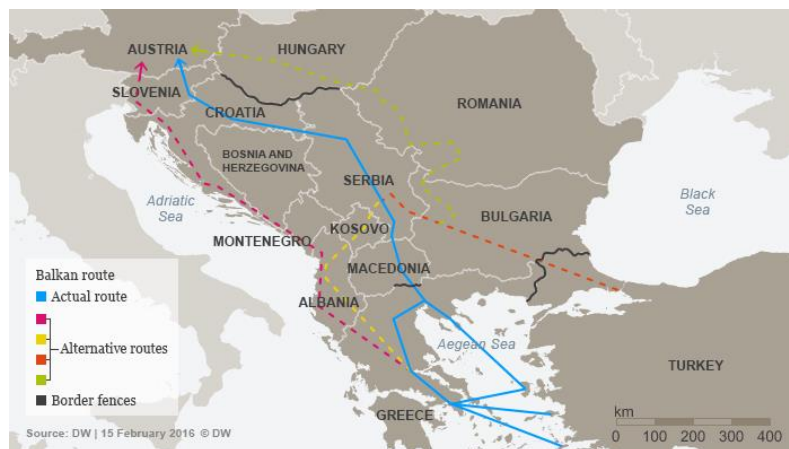 AUSTRIA
HUNGARY
SLOVENIA
CROATIA
ROMANIA
BOSNIA AND
HERZEGOVINA
SERBIA
Adriatic
Sea
Black
Sea
BULGARIA
KOSOVO
MONTENEGRO
MACEDONIA
ALBANIA
Aegean Sea
TURKEY
GREECE
Balkan route
Actual route
Alternative routes
Border fences
km
0 100 200 300 400
Source: DW | 15 February 2016 © DW